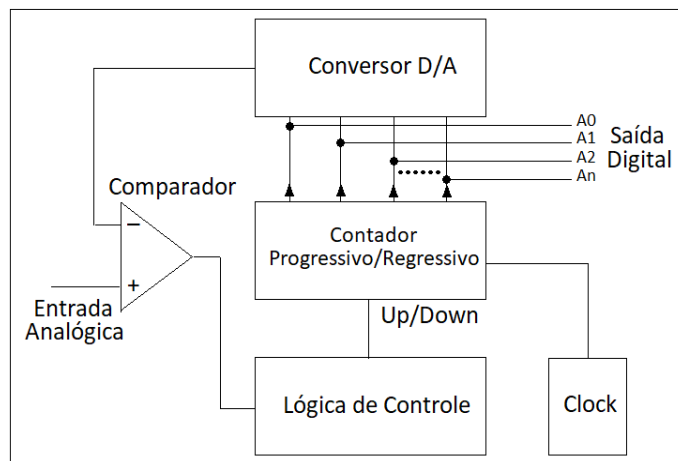 Conversor D/A
A0
A1
A2
An
Saída
Digital
Comparador
−
+
Entrada
Analógica
Contador
Progressivo/Regressivo
Up/Down
Lógica de Controle
Clock